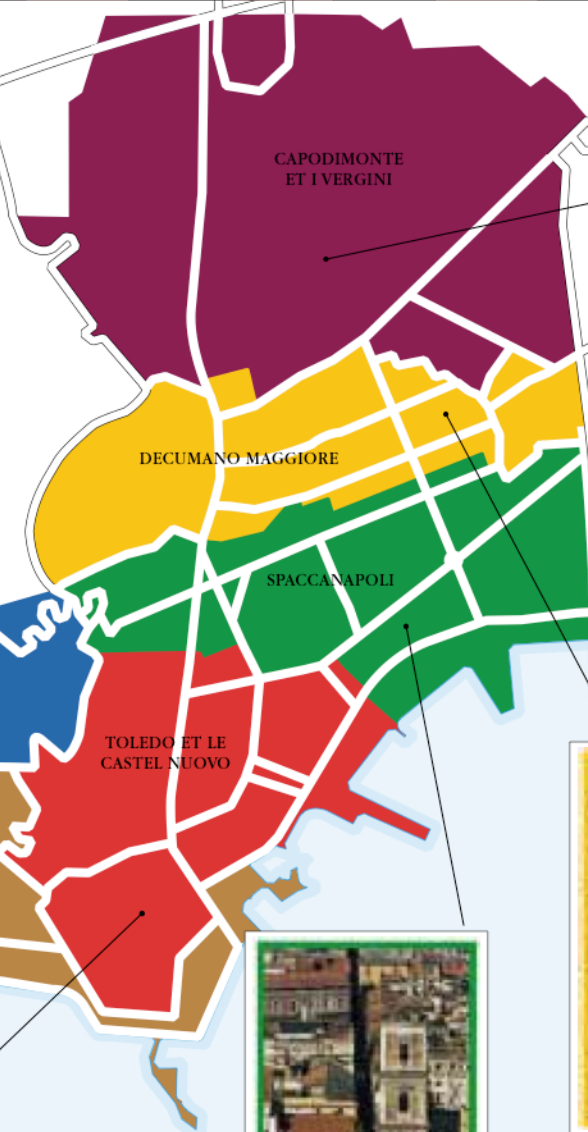 CAPODIMONTE
ET I VERGINI
DECUMANO MAGGIORE
SPACCANAPOLI
TOLEDO ET LE
CASTEL NUOVO